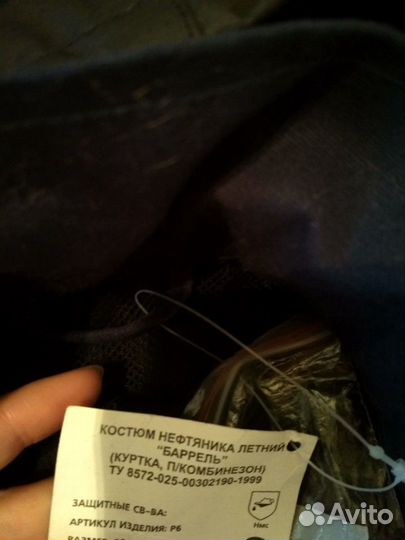 КОСТЮМ НЕФТЯНИКА ЛЕТНИЙ
"БАРРЕЛЬ"
(КУРТКА, П/КОМБИНЕЗОН)
ТУ 8572-025-00302190-1999
ЗАЩИТНЫЕ СВ-ВА:
Нмс
АРТИКУЛ ИЗДЕЛИЯ: Р6
Avito